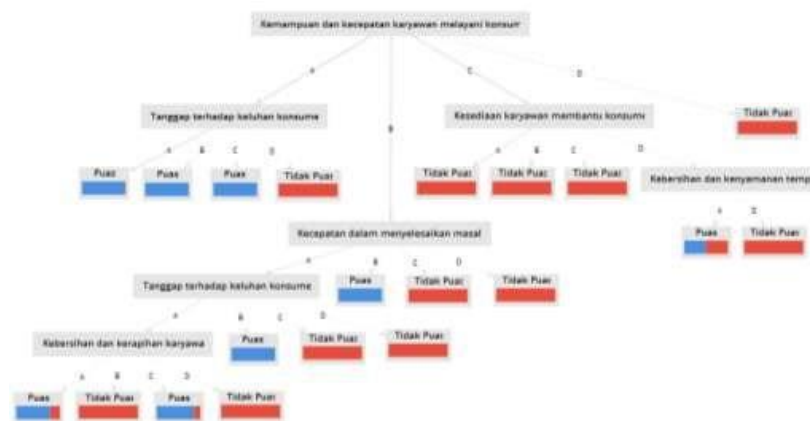 Kemampuan dan kecepatan karyawan melayani konsum
A
B
C
D
Tanggap terhadap keluhan konsume
Kesediaan karyawan membantu konsume
Tidak Puas
A B C D
A B C D
Puas Puas Puas Tidak Puas
Tidak Puas Tidak Puas Tidak Puas
Kebersihan dan kenyamanan temp
Kecepatan dalam menyelesaikan masal
A
Puas Tidak Puas
A B C D
Tanggap terhadap keluhan konsume
Puas Tidak Puas Tidak Puas
A B C D
Kebersihan dan kerapihan karyawa
Puas Tidak Puas Tidak Puas
A B C D
Puas Tidak Puas Puas Tidak Puas